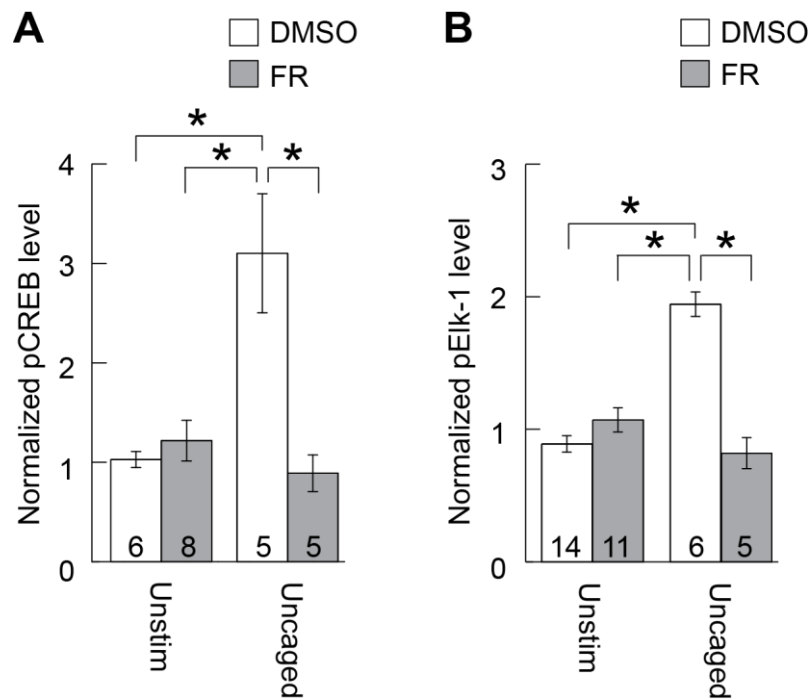 A
DMSO
FR
*
* *
Normalized pCREB level
4
3
2
1
0
6 8 5 5
Unstim
Uncaged
B
DMSO
FR
*
* *
Normalized pElk-1 level
3
2
1
0
14 11 6 5
Unstim
Uncaged